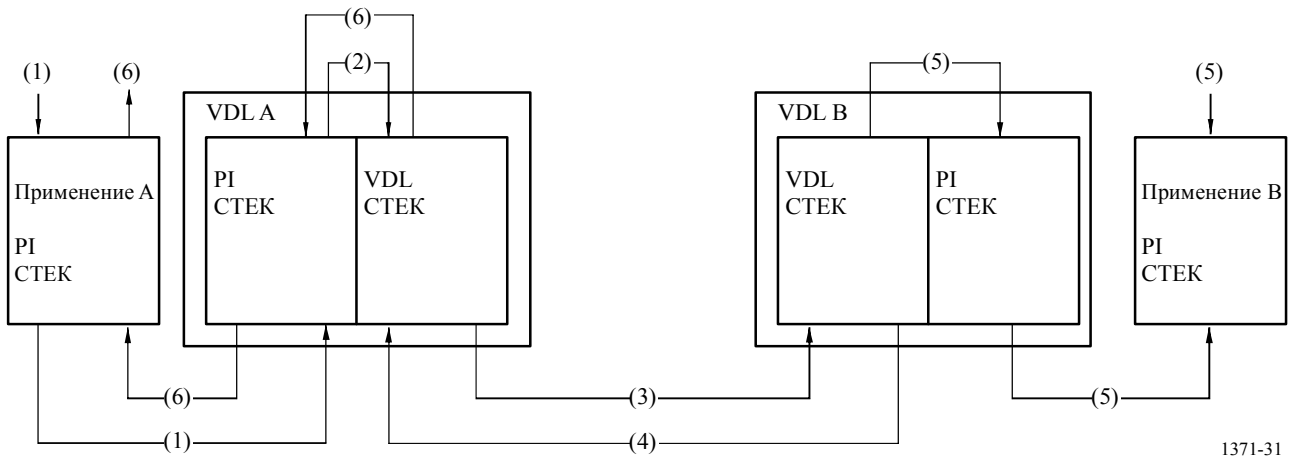 (6)
(1)
(6)
(2)
(5)
(5)
VDL A
VDL B
Применение A
PI
СТЕК
PI
СТЕК
VDL
СТЕК
VDL
СТЕК
PI
СТЕК
Применение B
PI
СТЕК
(6)
(3)
(5)
(1)
(4)
1371-31